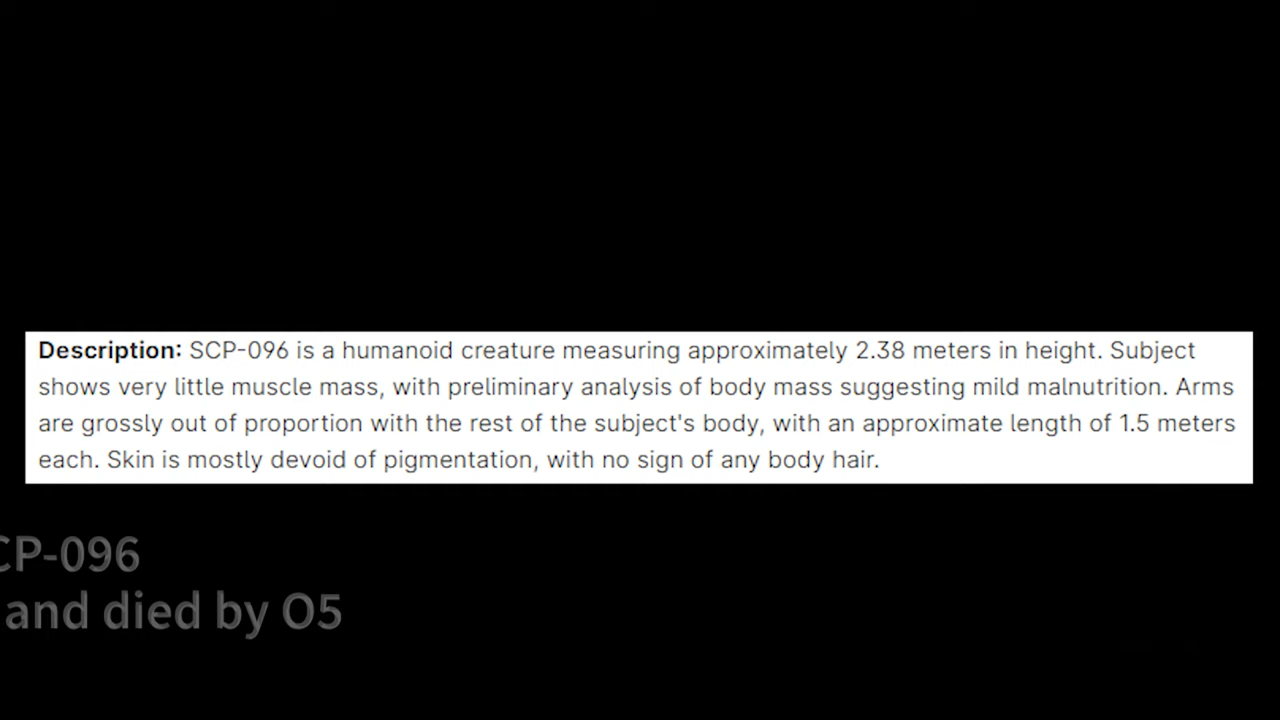 Description: SCP-096 is a humanoid creature measuring approximately 2.38 meters in height. Subject
shows very little muscle mass, with preliminary analysis of body mass suggesting mild malnutrition. Arms
are grossly out of proportion with the rest of the subject's body, with an approximate length of 1.5 meters
each. Skin is mostly devoid of pigmentation, with no sign of any body hair.
CP-096
and died by O5